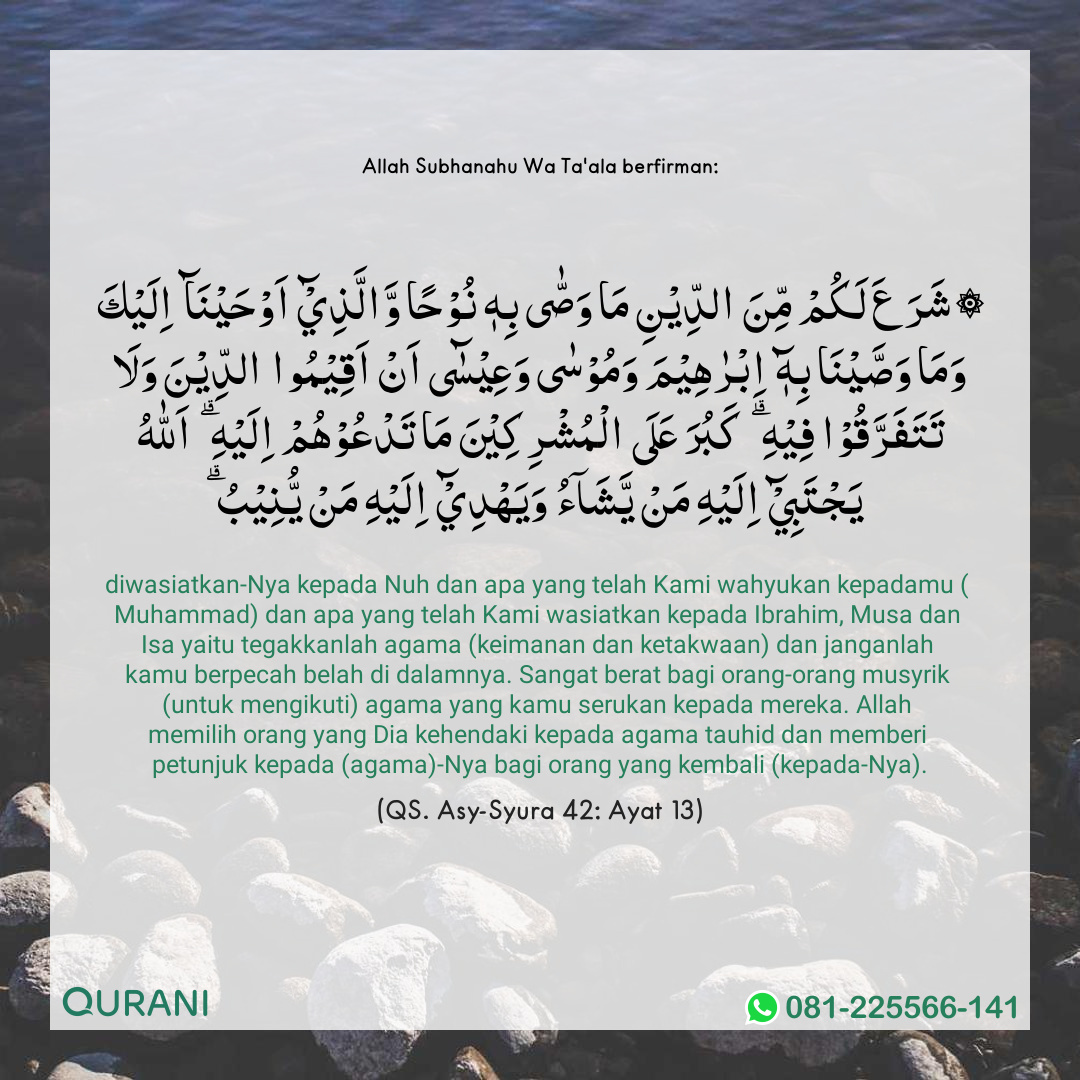 Allah Subhanahu Wa Ta'ala berfirman:
۞ شَرَعَ لَكُمْ مِّنَ الدِّيْنِ مَا وَصّٰى بِهٖ نُوْحًا وَّالَّذِيْٓ اَوْحَيْنَآ اِلَيْكَ
وَمَا وَصَّيْنَا بِهٖٓ اِبْرٰهِيْمَ وَمُوْسٰى وَعِيْسٰٓى اَنْ اَقِيْمُوا الدِّيْنَ وَلَا
تَتَفَرَّقُوْا فِيْهِۗ كَبُرَ عَلَى الْمُشْرِكِيْنَ مَا تَدْعُوْهُمْ اِلَيْهِۗ اَللّٰهُ
يَجْتَبِيْٓ اِلَيْهِ مَنْ يَّشَاۤءُ وَيَهْدِيْٓ اِلَيْهِ مَنْ يُّنِيْبُۗ
diwasiatkan-Nya kepada Nuh dan apa yang telah Kami wahyukan kepadamu (
Muhammad) dan apa yang telah Kami wasiatkan kepada Ibrahim, Musa dan
Isa yaitu tegakkanlah agama (keimanan dan ketakwaan) dan janganlah
kamu berpecah belah di dalamnya. Sangat berat bagi orang-orang musyrik
(untuk mengikuti) agama yang kamu serukan kepada mereka. Allah
memilih orang yang Dia kehendaki kepada agama tauhid dan memberi
petunjuk kepada (agama)-Nya bagi orang yang kembali (kepada-Nya).
(QS. Asy-Syura 42: Ayat 13)
QURANI
081-225566-141